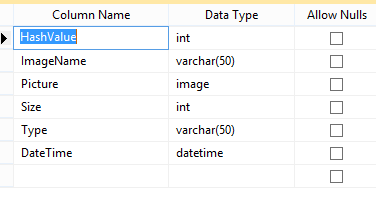 Column Name Data Type Allow Nulls
HashValue int
ImageName varchar(50)
Picture image
Size int
Type varchar(50)
DateTime datetime